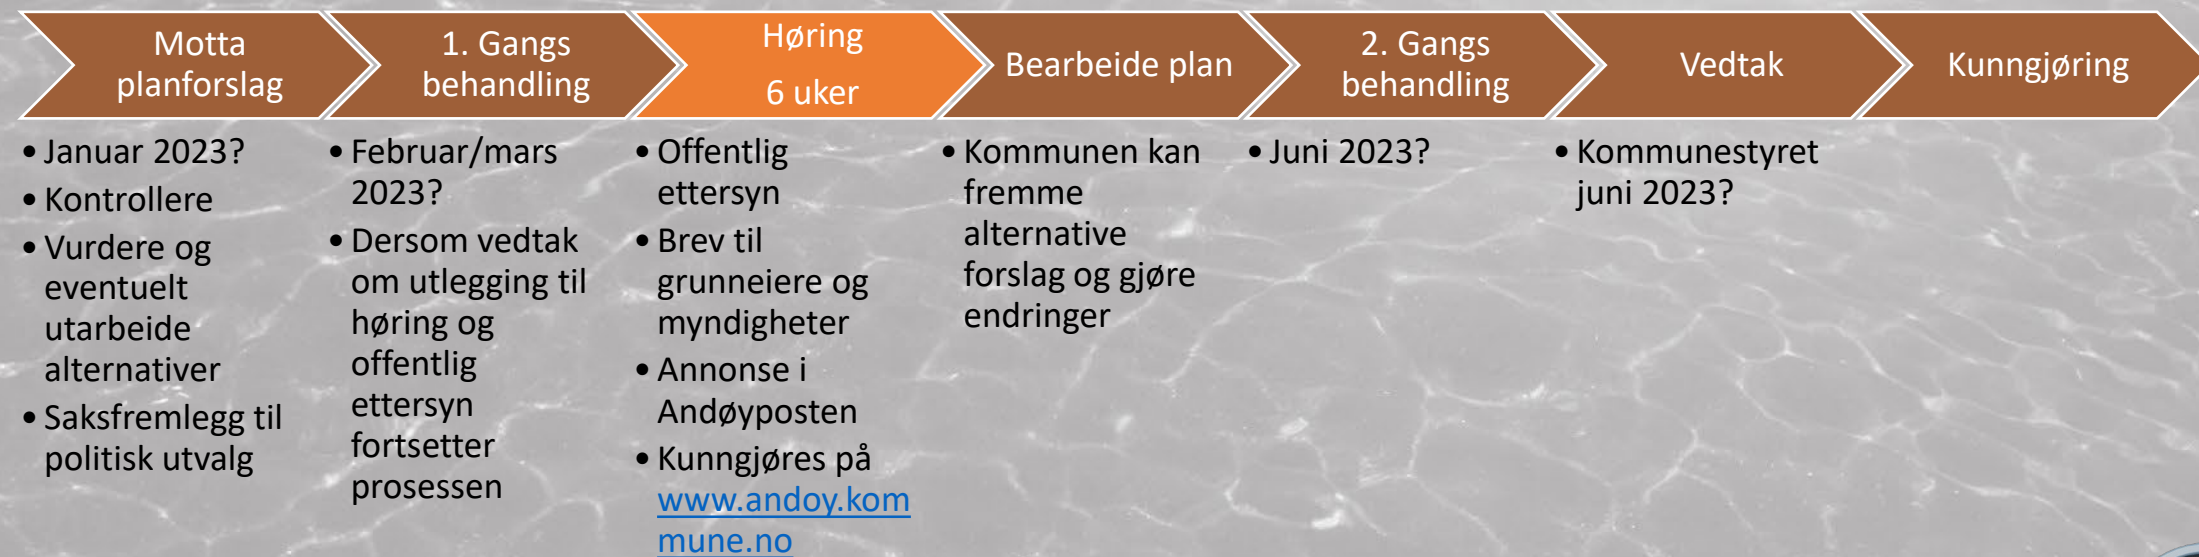 Motta
planforslag
1. Gangs
behandling
Høring
6 uker
Bearbeide plan
2. Gangs
behandling
Vedtak
Kunngjøring
• Januar 2023?
• Kontrollere
• Vurdere og
eventuelt
utarbeide
alternativer
• Saksfremlegg til
politisk utvalg
• Februar/mars
2023?
• Dersom vedtak
om utlegging til
høring og
offentlig
ettersyn
fortsetter
prosessen
• Offentlig
ettersyn
• Brev til
grunneiere og
myndigheter
• Annonse i
Andøyposten
• Kunngjøres på
www.andoy.kom
mune.no
• Kommunen kan
fremme
alternative
forslag og gjøre
endringer
• Juni 2023?
• Kommunestyret
juni 2023?